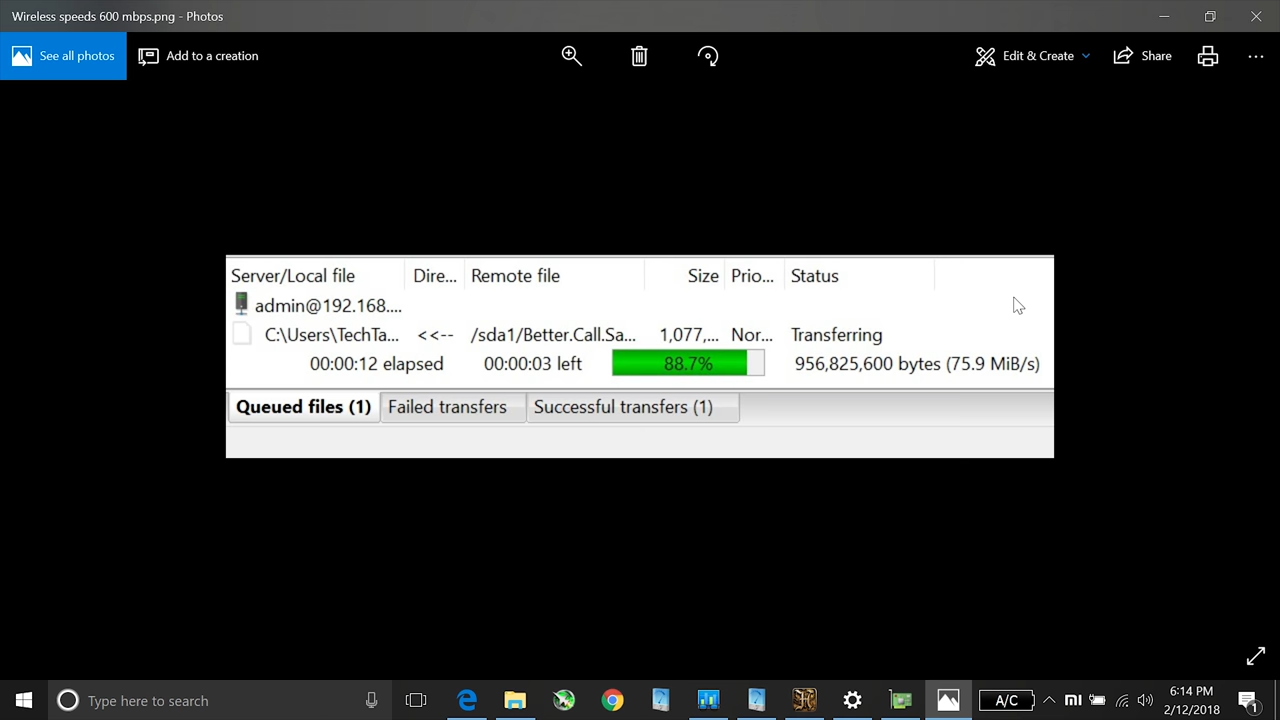 Wireless speeds 600 mbps.png - Photos
See all photos Add to a creation Edit & Create Share
Server/Local file Dire... Remote file Size Prio... Status
admin@192.168....
C:\Users\TechTa... <<-- /sda1/Better.Call.Sa... 1,077,... Nor... Transferring
00:00:12 elapsed 00:00:03 left 88.7% 956,825,600 bytes (75.9 MiB/s)
Queued files (1) Failed transfers Successful transfers (1)
Type here to search A/C 6:14 PM
2/12/2018 1